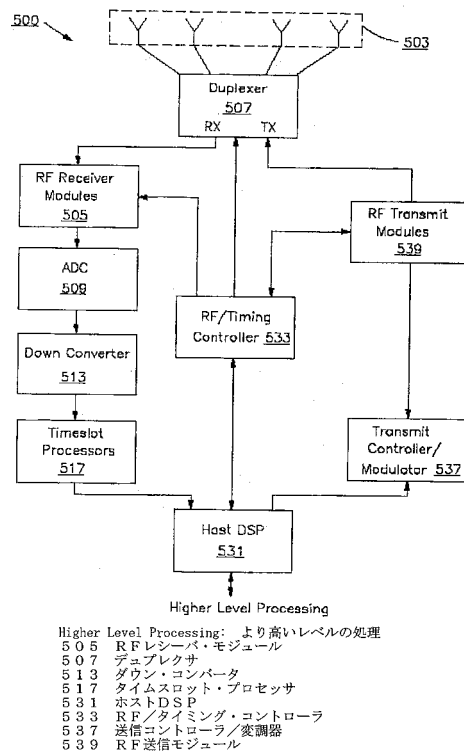 500
503
Duplexer
507
RX TX
RF Receiver
Modules
505
RF Transmit
Modules
539
ADC
509
RF/Timing
Controller 533
Down Converter
513
Timeslot
Processors
517
Transmit
Controller/
Modulator 537
Host DSP
531
Higher Level Processing
Higher Level Processing: より高いレベルの処理
505 RFレシーバ・モジュール
507 デュプレクサ
513 ダウン・コンバータ
517 タイムスロット・プロセッサ
531 ホストDSP
533 RF/タイミング・コントローラ
537 送信コントローラ/変調器
539 RF送信モジュール